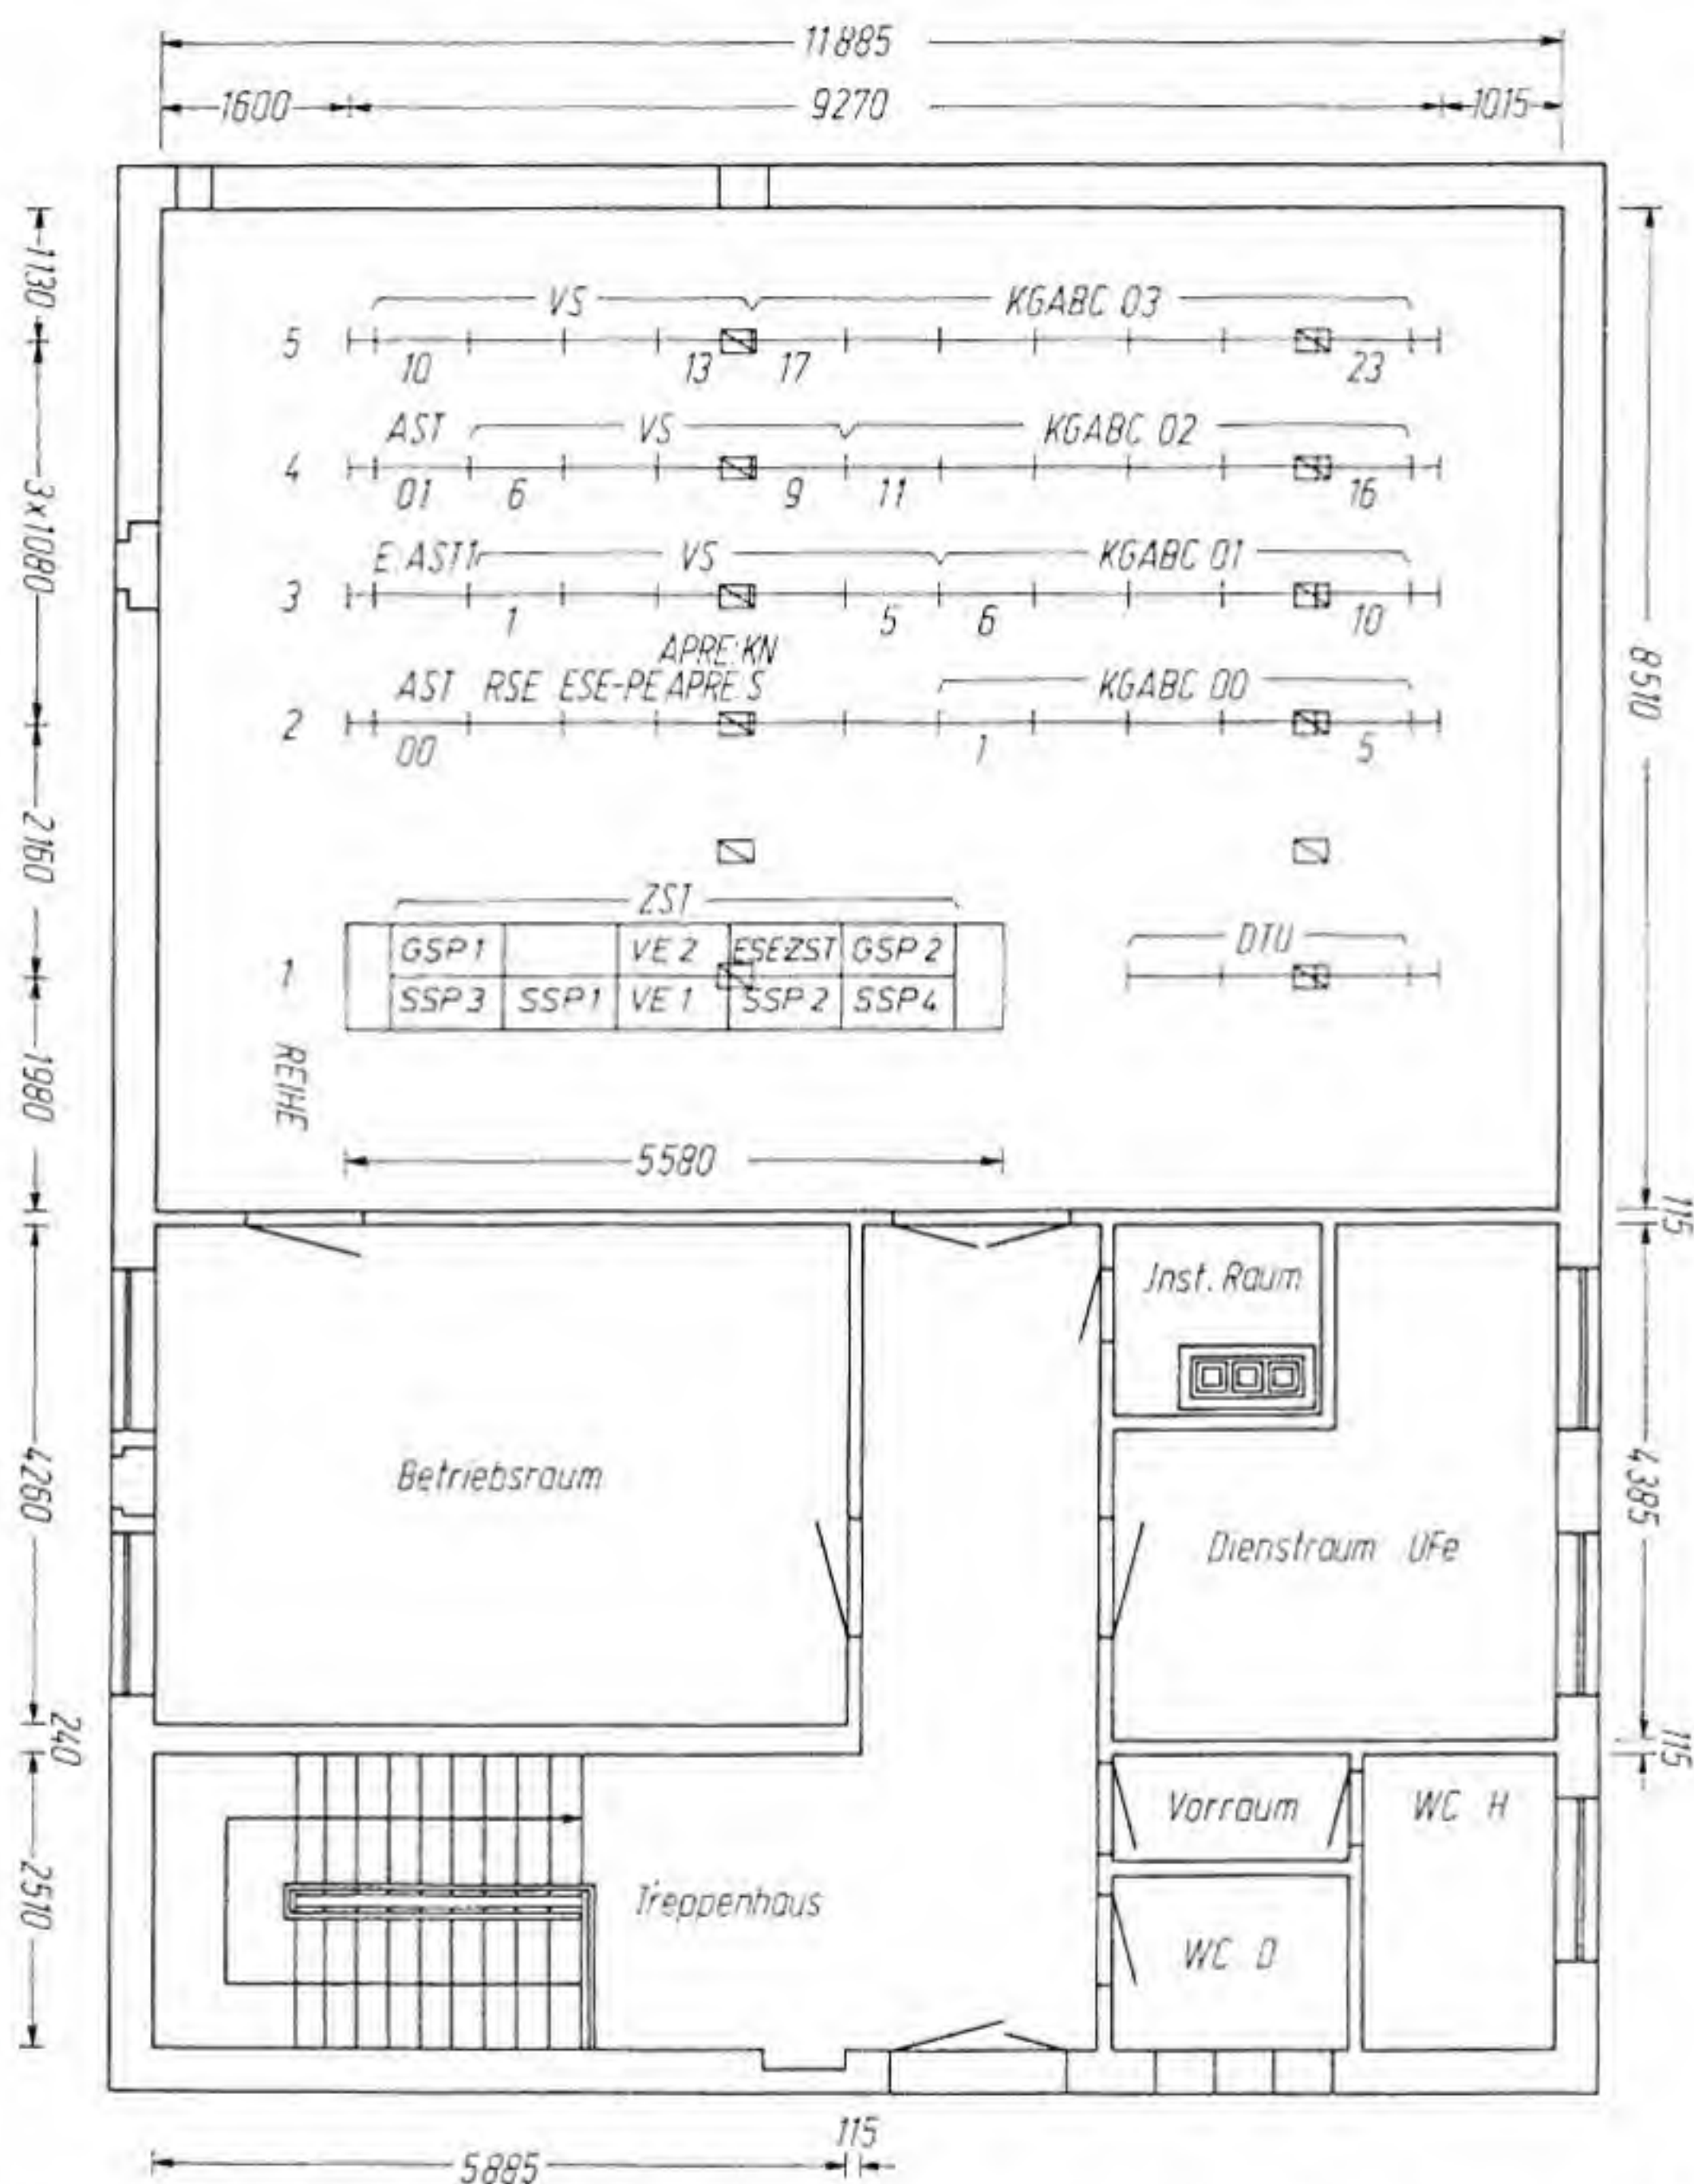 11885
1600 9270 1015
1130
VS KGABC 03
5
10 13 17 23
AST VS KGABC 02
4
01 6 9 11 16
3x1080
E:AST1 VS KGABC 01
3
1 5 6 10
APRE:KN
AST RSE ESE-PE APRE:S KGABC 00
2
00 1 5
8510
2160
ZST
DTU
GSP 1 VE 2 ESE-ZST GSP 2
1
SSP 3 SSP 1 VE 1 SSP 2 SSP 4
1980
REIHE
5580
115
Jnst. Raum
4260
Betriebsraum
4385
Dienstraum ÜFe
240
115
Vorraum WC H
2510
Treppenhaus
WC D
115
5885